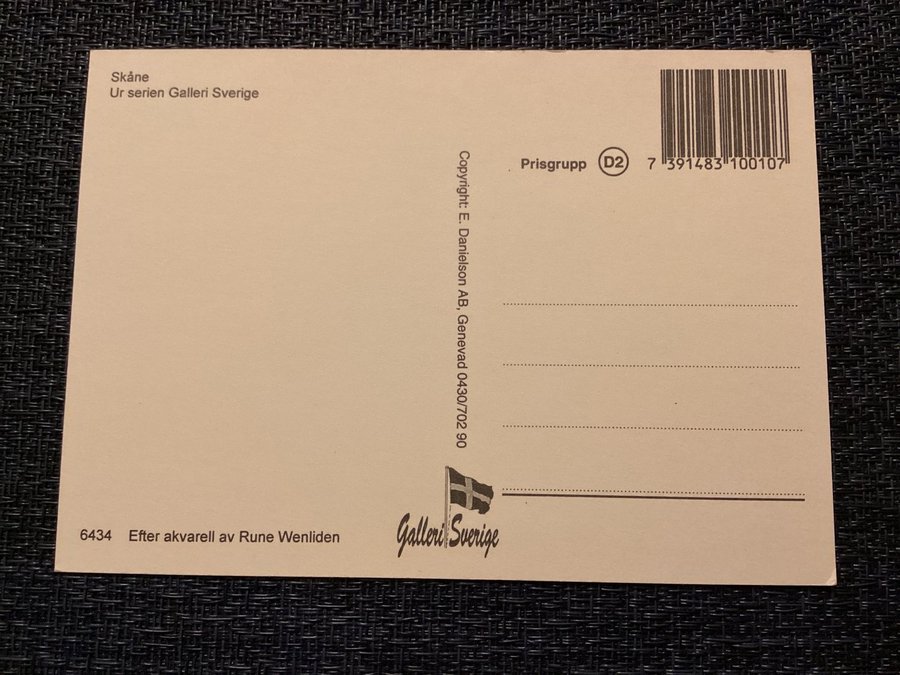 Skåne
Ur serien Galleri Sverige
Prisgrupp D2
7 391483 100107
Copyright: E. Danielson AB, Genevad 0430/702 90
6434 Efter akvarell av Rune Wenliden
Galleri Sverige